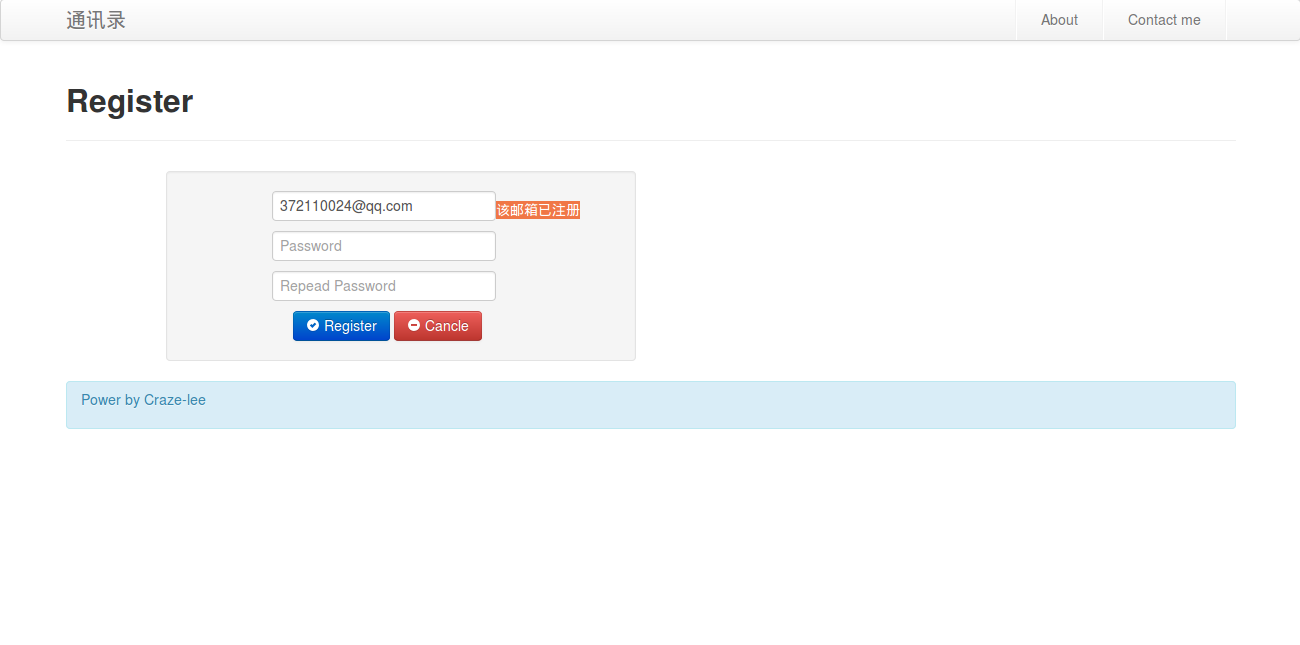 通讯录 About Contact me
Register
372110024@qq.com 该邮箱已注册
Password
Repead Password
Register Cancle
Power by Craze-lee